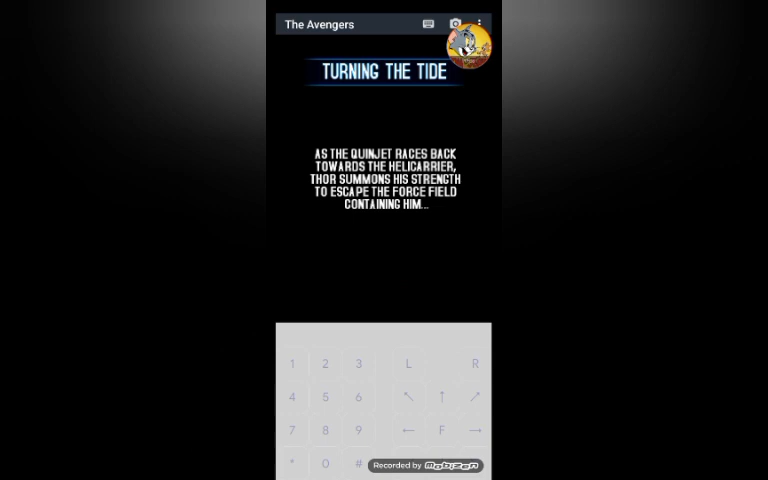 The Avengers
TURNING THE TIDE
AS THE QUINJET RACES BACK
TOWARDS THE HELICARRIER,
THOR SUMMONS HIS STRENGTH
TO ESCAPE THE FORCE FIELD
CONTAINING HIM...
1 2 3 L R
4 5 6 ↖ ↑ ↗
7 8 9 ← F →
* 0 #
Recorded by mobizen